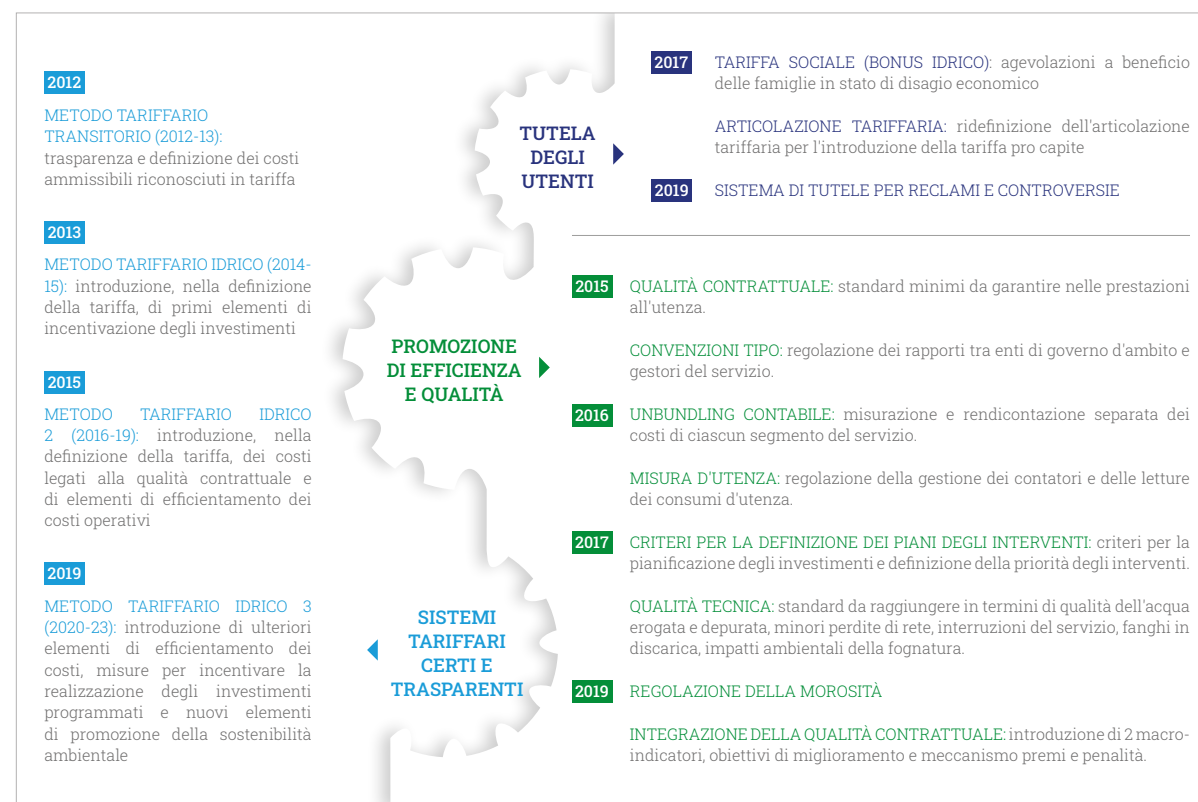 2012
METODO TARIFFARIO
TRANSITORIO (2012-13):
trasparenza e definizione dei costi
ammissibili riconosciuti in tariffa
2013
METODO TARIFFARIO IDRICO (2014-
15): introduzione, nella definizione
della tariffa, di primi elementi di
incentivazione degli investimenti
2015
METODO TARIFFARIO IDRICO
2 (2016-19): introduzione, nella
definizione della tariffa, dei costi
legati alla qualità contrattuale e
di elementi di efficientamento dei
costi operativi
2019
METODO TARIFFARIO IDRICO 3
(2020-23): introduzione di ulteriori
elementi di efficientamento dei
costi, misure per incentivare la
realizzazione degli investimenti
programmati e nuovi elementi
di promozione della sostenibilità
ambientale
TUTELA
DEGLI
UTENTI
PROMOZIONE
DI EFFICIENZA
E QUALITÀ
SISTEMI
TARIFFARI
CERTI E
TRASPARENTI
2017 TARIFFA SOCIALE (BONUS IDRICO): agevolazioni a beneficio
delle famiglie in stato di disagio economico
ARTICOLAZIONE TARIFFARIA: ridefinizione dell'articolazione
tariffaria per l'introduzione della tariffa pro capite
2019 SISTEMA DI TUTELE PER RECLAMI E CONTROVERSIE
2015 QUALITÀ CONTRATTUALE: standard minimi da garantire nelle prestazioni
all'utenza.
CONVENZIONI TIPO: regolazione dei rapporti tra enti di governo d'ambito e
gestori del servizio.
2016 UNBUNDLING CONTABILE: misurazione e rendicontazione separata dei
costi di ciascun segmento del servizio.
MISURA D'UTENZA: regolazione della gestione dei contatori e delle letture
dei consumi d'utenza.
2017 CRITERI PER LA DEFINIZIONE DEI PIANI DEGLI INTERVENTI: criteri per la
pianificazione degli investimenti e definizione della priorità degli interventi.
QUALITÀ TECNICA: standard da raggiungere in termini di qualità dell'acqua
erogata e depurata, minori perdite di rete, interruzioni del servizio, fanghi in
discarica, impatti ambientali della fognatura.
2019 REGOLAZIONE DELLA MOROSITÀ
INTEGRAZIONE DELLA QUALITÀ CONTRATTUALE: introduzione di 2 macro-
indicatori, obiettivi di miglioramento e meccanismo premi e penalità.